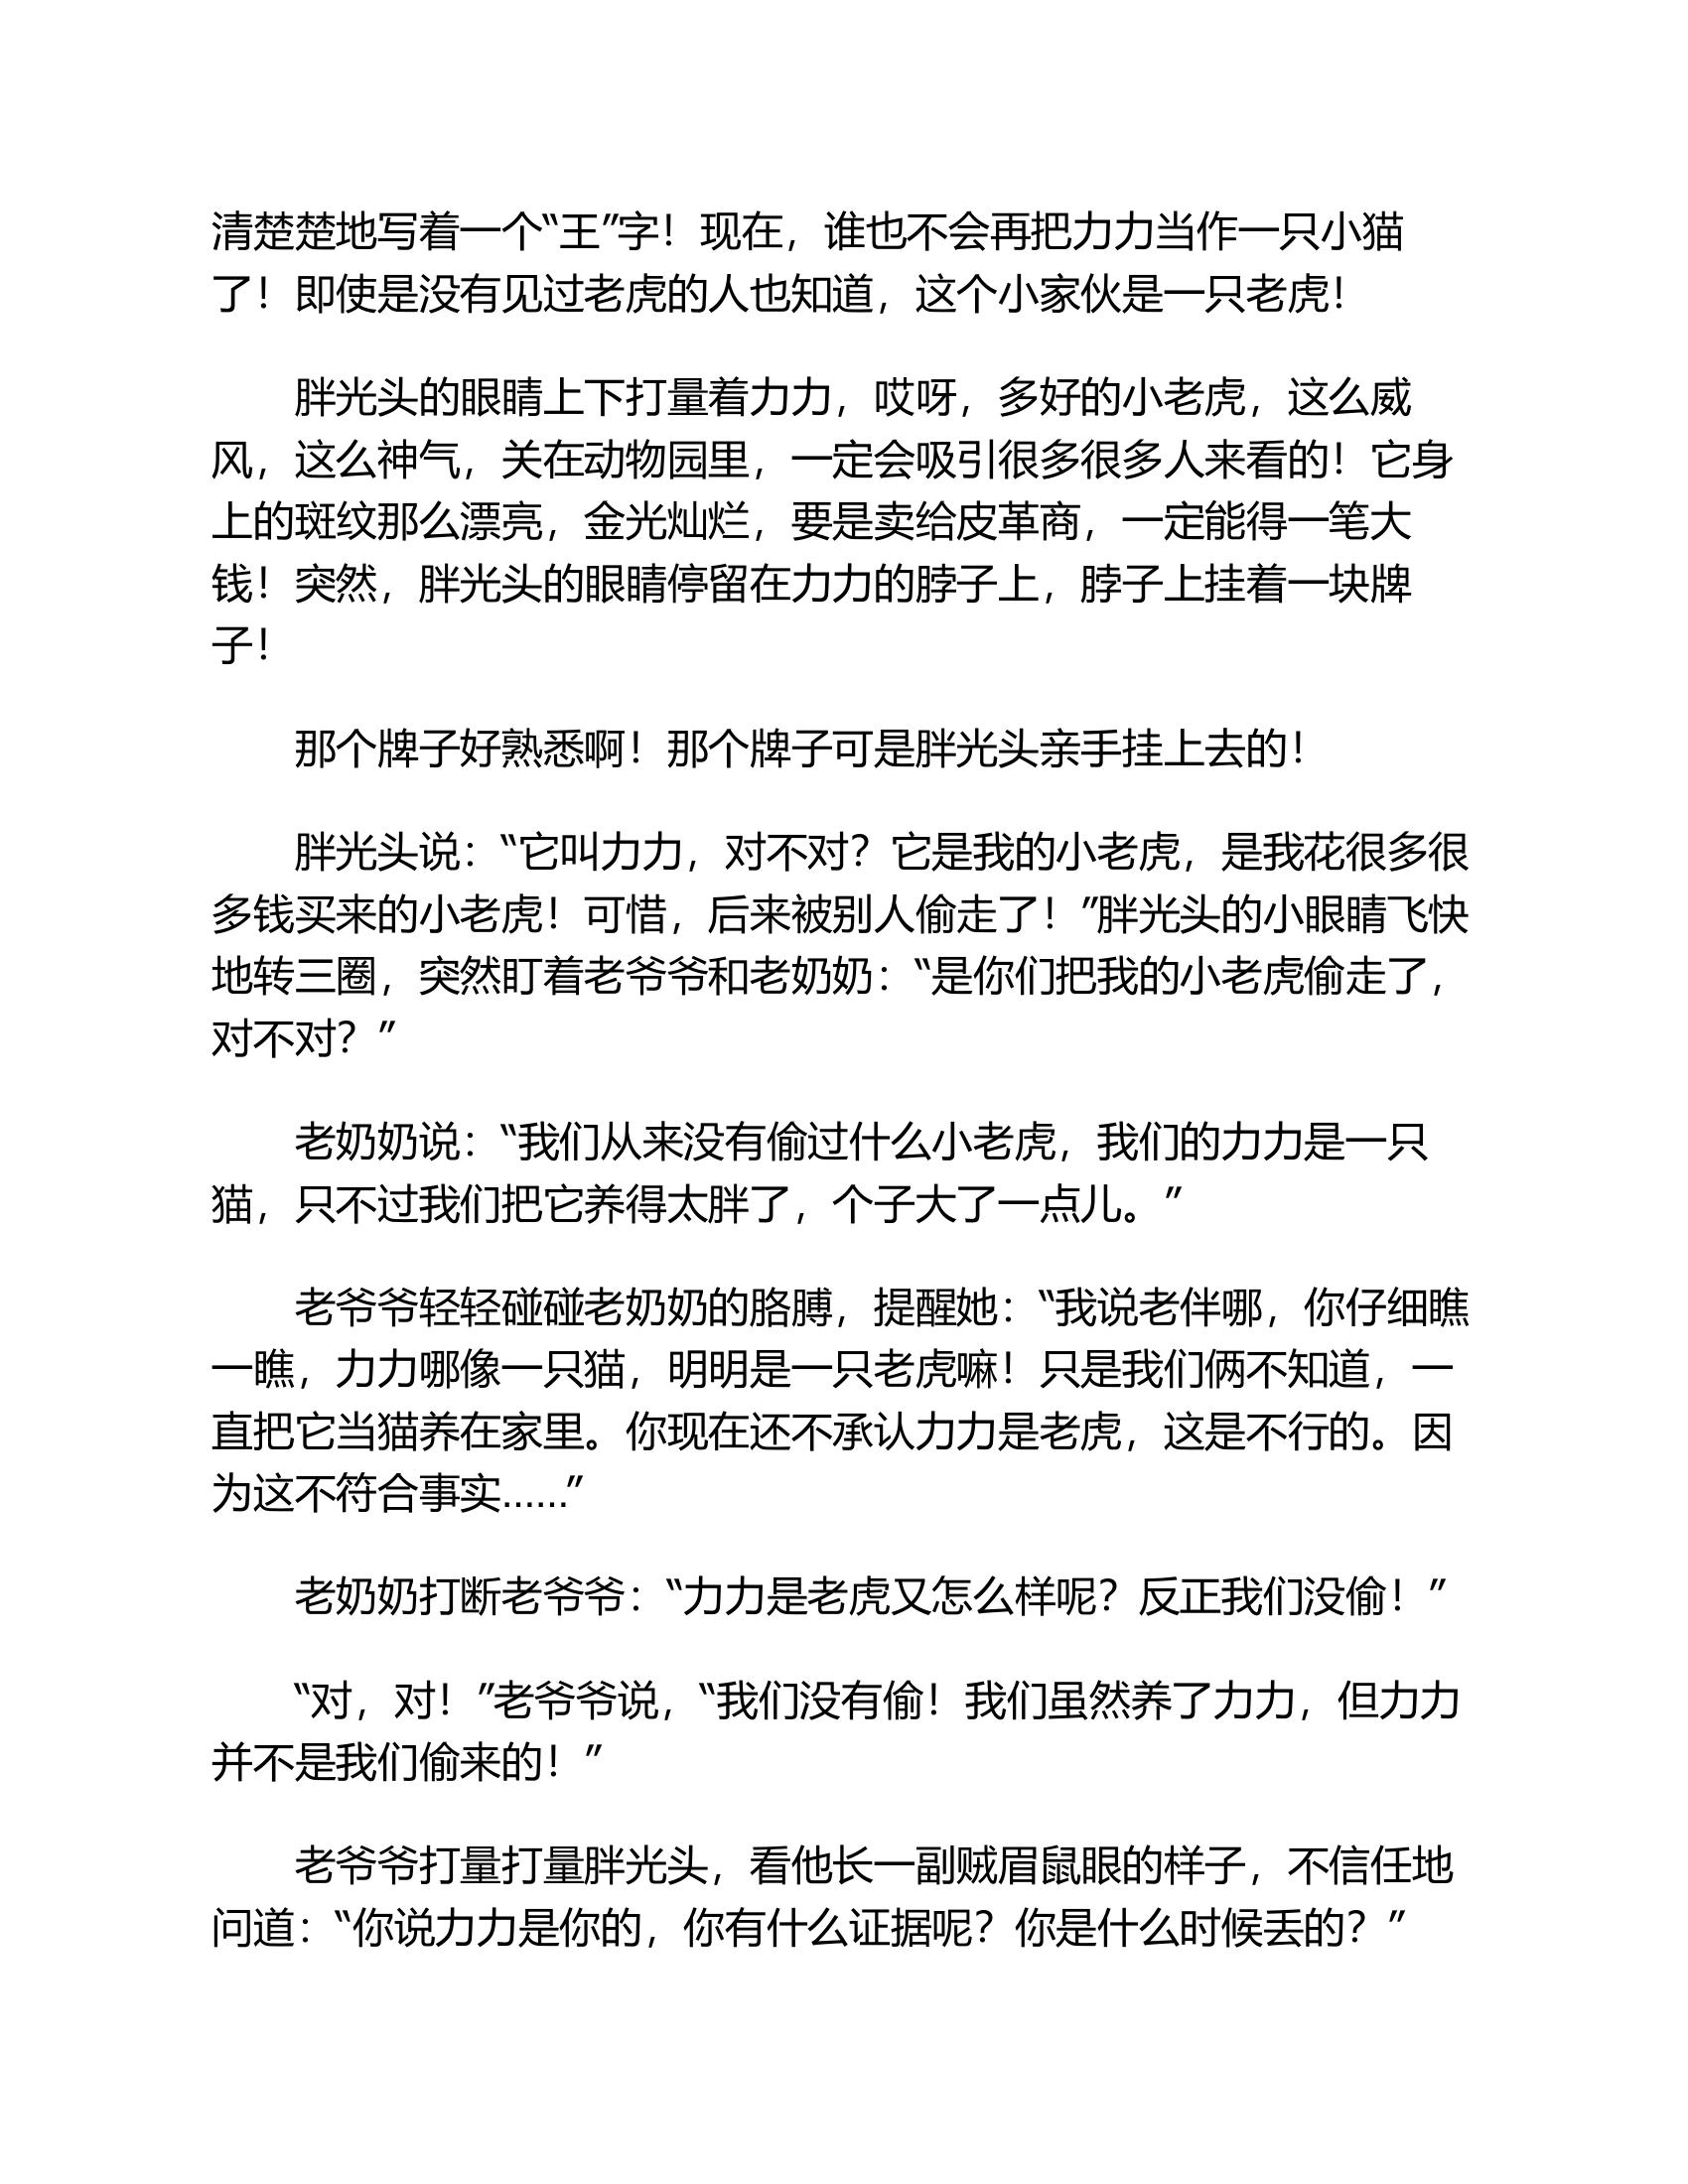 清楚楚地写着一个“王”字！现在，谁也不会再把力力当作一只小猫
了！即使是没有见过老虎的人也知道，这个小家伙是一只老虎！
胖光头的眼睛上下打量着力力，哎呀，多好的小老虎，这么威
风，这么神气，关在动物园里，一定会吸引很多很多人来看的！它身
上的斑纹那么漂亮，金光灿烂，要是卖给皮革商，一定能得一笔大
钱！突然，胖光头的眼睛停留在力力的脖子上，脖子上挂着一块牌
子！
那个牌子好熟悉啊！那个牌子可是胖光头亲手挂上去的！
胖光头说：“它叫力力，对不对？它是我的小老虎，是我花很多很
多钱买来的小老虎！可惜，后来被别人偷走了！”胖光头的小眼睛飞快
地转三圈，突然盯着老爷爷和老奶奶：“是你们把我的小老虎偷走了，
对不对？”
老奶奶说：“我们从来没有偷过什么小老虎，我们的力力是一只
猫，只不过我们把它养得太胖了，个子大了一点儿。”
老爷爷轻轻碰碰老奶奶的胳膊，提醒她：“我说老伴哪，你仔细瞧
一瞧，力力哪像一只猫，明明是一只老虎嘛！只是我们俩不知道，一
直把它当猫养在家里。你现在还不承认力力是老虎，这是不行的。因
为这不符合事实……”
老奶奶打断老爷爷：“力力是老虎又怎么样呢？反正我们没偷！”
“对，对！”老爷爷说，“我们没有偷！我们虽然养了力力，但力力
并不是我们偷来的！”
老爷爷打量打量胖光头，看他长一副贼眉鼠眼的样子，不信任地
问道：“你说力力是你的，你有什么证据呢？你是什么时候丢的？”